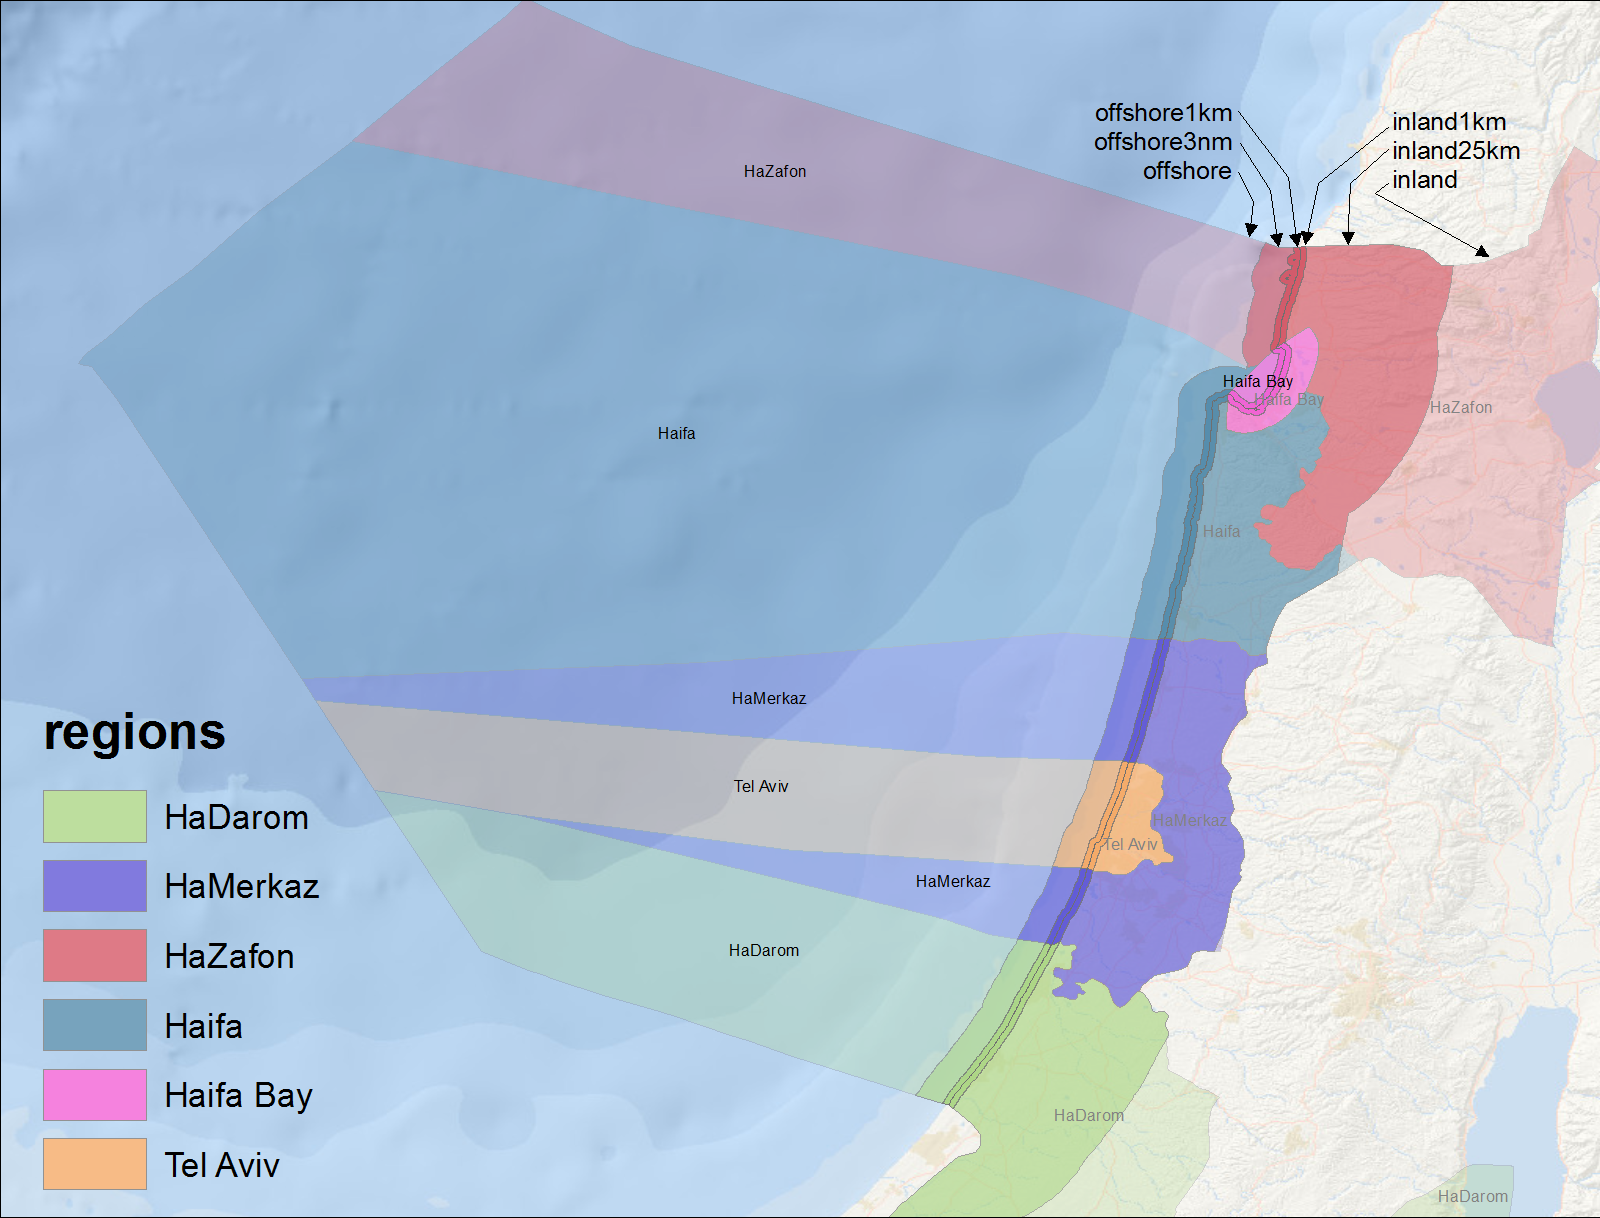 offshore1km
offshore3nm
offshore
inland1km
inland25km
inland
HaZafon
Haifa Bay
Haifa Bay
HaZafon
Haifa
Haifa
HaMerkaz
Tel Aviv
HaMerkaz
Tel Aviv
HaMerkaz
HaDarom
HaDarom
HaDarom
regions
HaDarom
HaMerkaz
HaZafon
Haifa
Haifa Bay
Tel Aviv